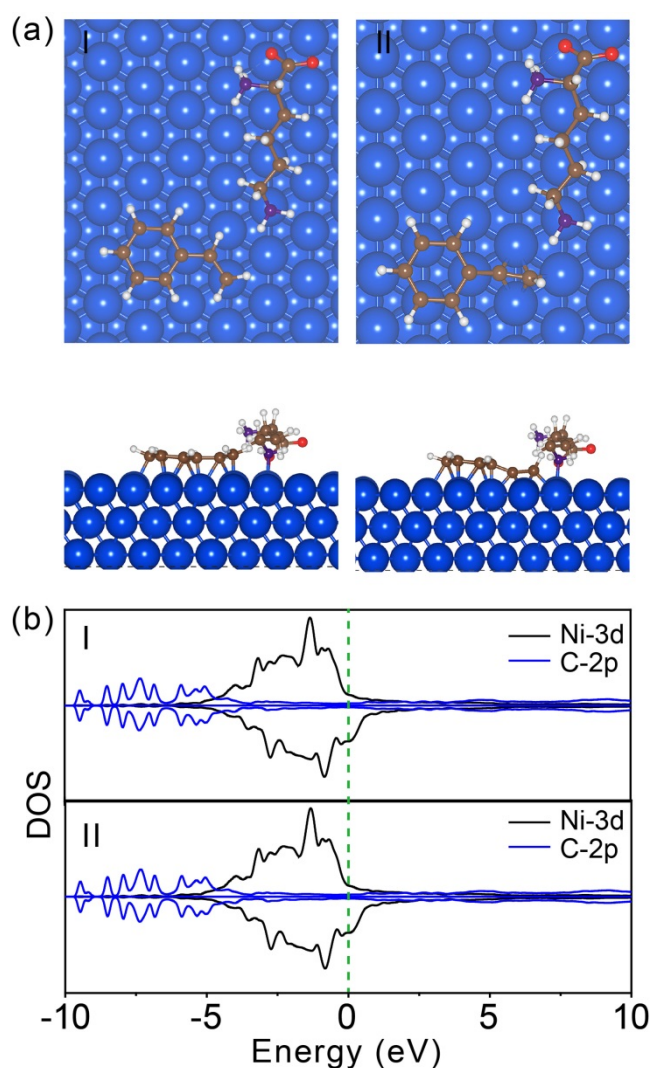 (a) I II
(b) I
Ni-3d
C-2p
DOS
II
Ni-3d
C-2p
-10 -5 0 5 10
Energy (eV)